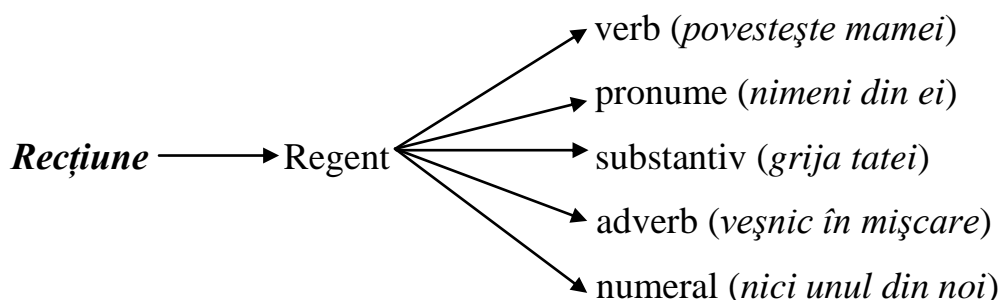 verb (povesteşte mamei)
pronume (nimeni din ei)
Recțiune Regent substantiv (grija tatei)
adverb (veşnic în mişcare)
numeral (nici unul din noi)